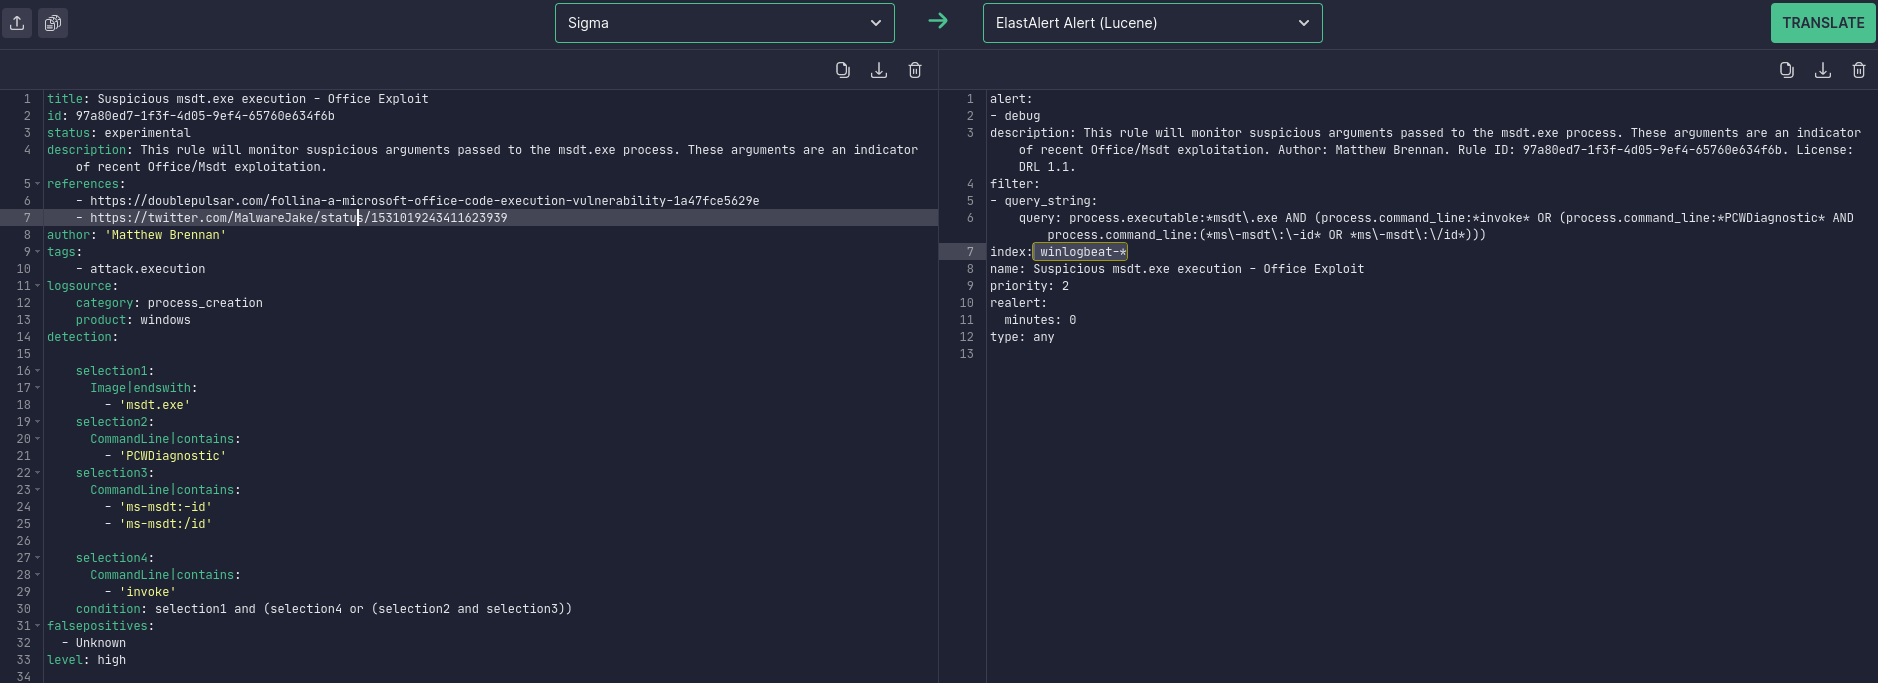 Sigma
ElastAlert Alert (Lucene)
TRANSLATE
1 title: Suspicious msdt.exe execution - Office Exploit
2 id: 97a80ed7-1f3f-4d05-9ef4-65760e634f6b
3 status: experimental
4 description: This rule will monitor suspicious arguments passed to the msdt.exe process. These arguments are an indicator
of recent Office/Msdt exploitation.
5 references:
6 - https://doublepulsar.com/follina-a-microsoft-office-code-execution-vulnerability-1a47fce5629e
7 - https://twitter.com/MalwareJake/status/1531019243411623939
8 author: 'Matthew Brennan'
9 tags:
10 - attack.execution
11 logsource:
12 category: process_creation
13 product: windows
14 detection:
15
16 selection1:
17 Image|endswith:
18 - 'msdt.exe'
19 selection2:
20 CommandLine|contains:
21 - 'PCWDiagnostic'
22 selection3:
23 CommandLine|contains:
24 - 'ms-msdt:-id'
25 - 'ms-msdt:/id'
26
27 selection4:
28 CommandLine|contains:
29 - 'invoke'
30 condition: selection1 and (selection4 or (selection2 and selection3))
31 falsepositives:
32 - Unknown
33 level: high
34
1 alert:
2 - debug
3 description: This rule will monitor suspicious arguments passed to the msdt.exe process. These arguments are an indicator
of recent Office/Msdt exploitation. Author: Matthew Brennan. Rule ID: 97a80ed7-1f3f-4d05-9ef4-65760e634f6b. License:
DRL 1.1.
4 filter:
5 - query_string:
6 query: process.executable:*msdt\.exe AND (process.command_line:*invoke* OR (process.command_line:*PCWDiagnostic* AND
process.command_line:(*ms\-msdt\:\-id* OR *ms\-msdt\:\/id*)))
7 index: winlogbeat-*
8 name: Suspicious msdt.exe execution - Office Exploit
9 priority: 2
10 realert:
11 minutes: 0
12 type: any
13